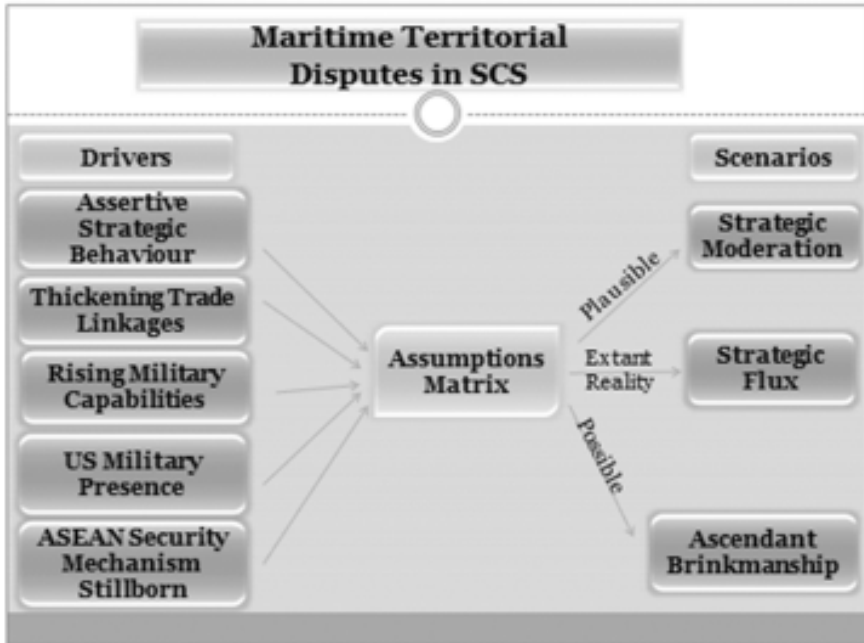 Maritime Territorial
Disputes in SCS
Drivers
Scenarios
Assertive
Strategic
Behaviour
Thickening Trade
Linkages
Rising Military
Capabilities
US Military
Presence
ASEAN Security
Mechanism
Stillborn
Assumptions
Matrix
Plausible
Extant
Reality
Possible
Strategic
Moderation
Strategic
Flux
Ascendant
Brinkmanship